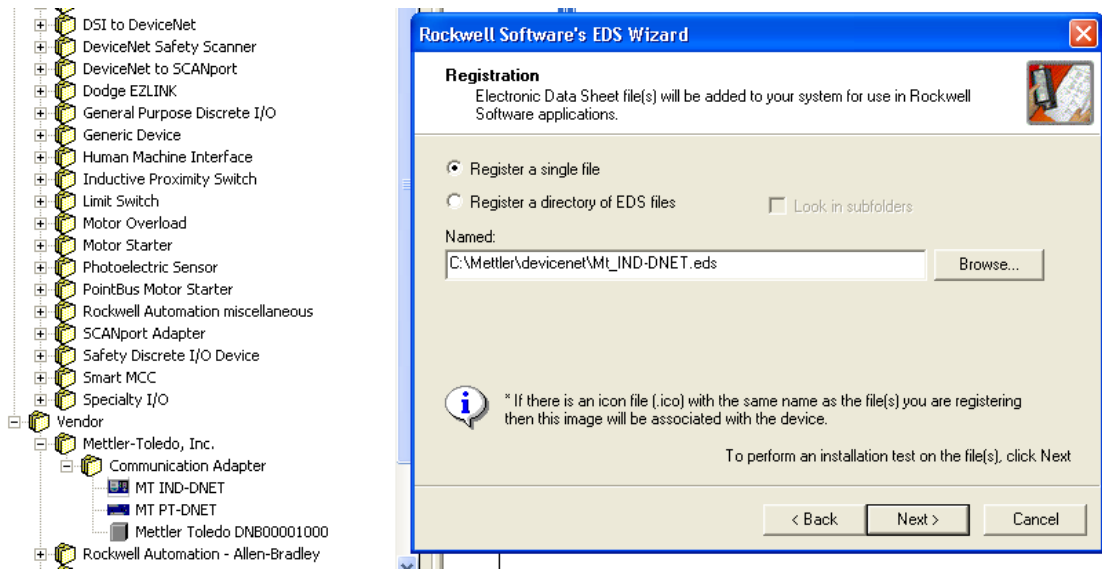 DSI to DeviceNet
DeviceNet Safety Scanner
DeviceNet to SCANport
Dodge EZLINK
General Purpose Discrete I/O
Generic Device
Human Machine Interface
Inductive Proximity Switch
Limit Switch
Motor Overload
Motor Starter
Photoelectric Sensor
PointBus Motor Starter
Rockwell Automation miscellaneous
SCANport Adapter
Safety Discrete I/O Device
Smart MCC
Specialty I/O
Vendor
Mettler-Toledo, Inc.
Communication Adapter
MT IND-DNET
MT PT-DNET
Mettler Toledo DNB00001000
Rockwell Automation - Allen-Bradley
Rockwell Software's EDS Wizard
Registration
Electronic Data Sheet file(s) will be added to your system for use in Rockwell
Software applications.
Register a single file
Register a directory of EDS files
Look in subfolders
Named:
C:\Mettler\devicenet\Mt_IND-DNET.eds
Browse...
* If there is an icon file (.ico) with the same name as the file(s) you are registering
then this image will be associated with the device.
To perform an installation test on the file(s), click Next
< Back
Next >
Cancel